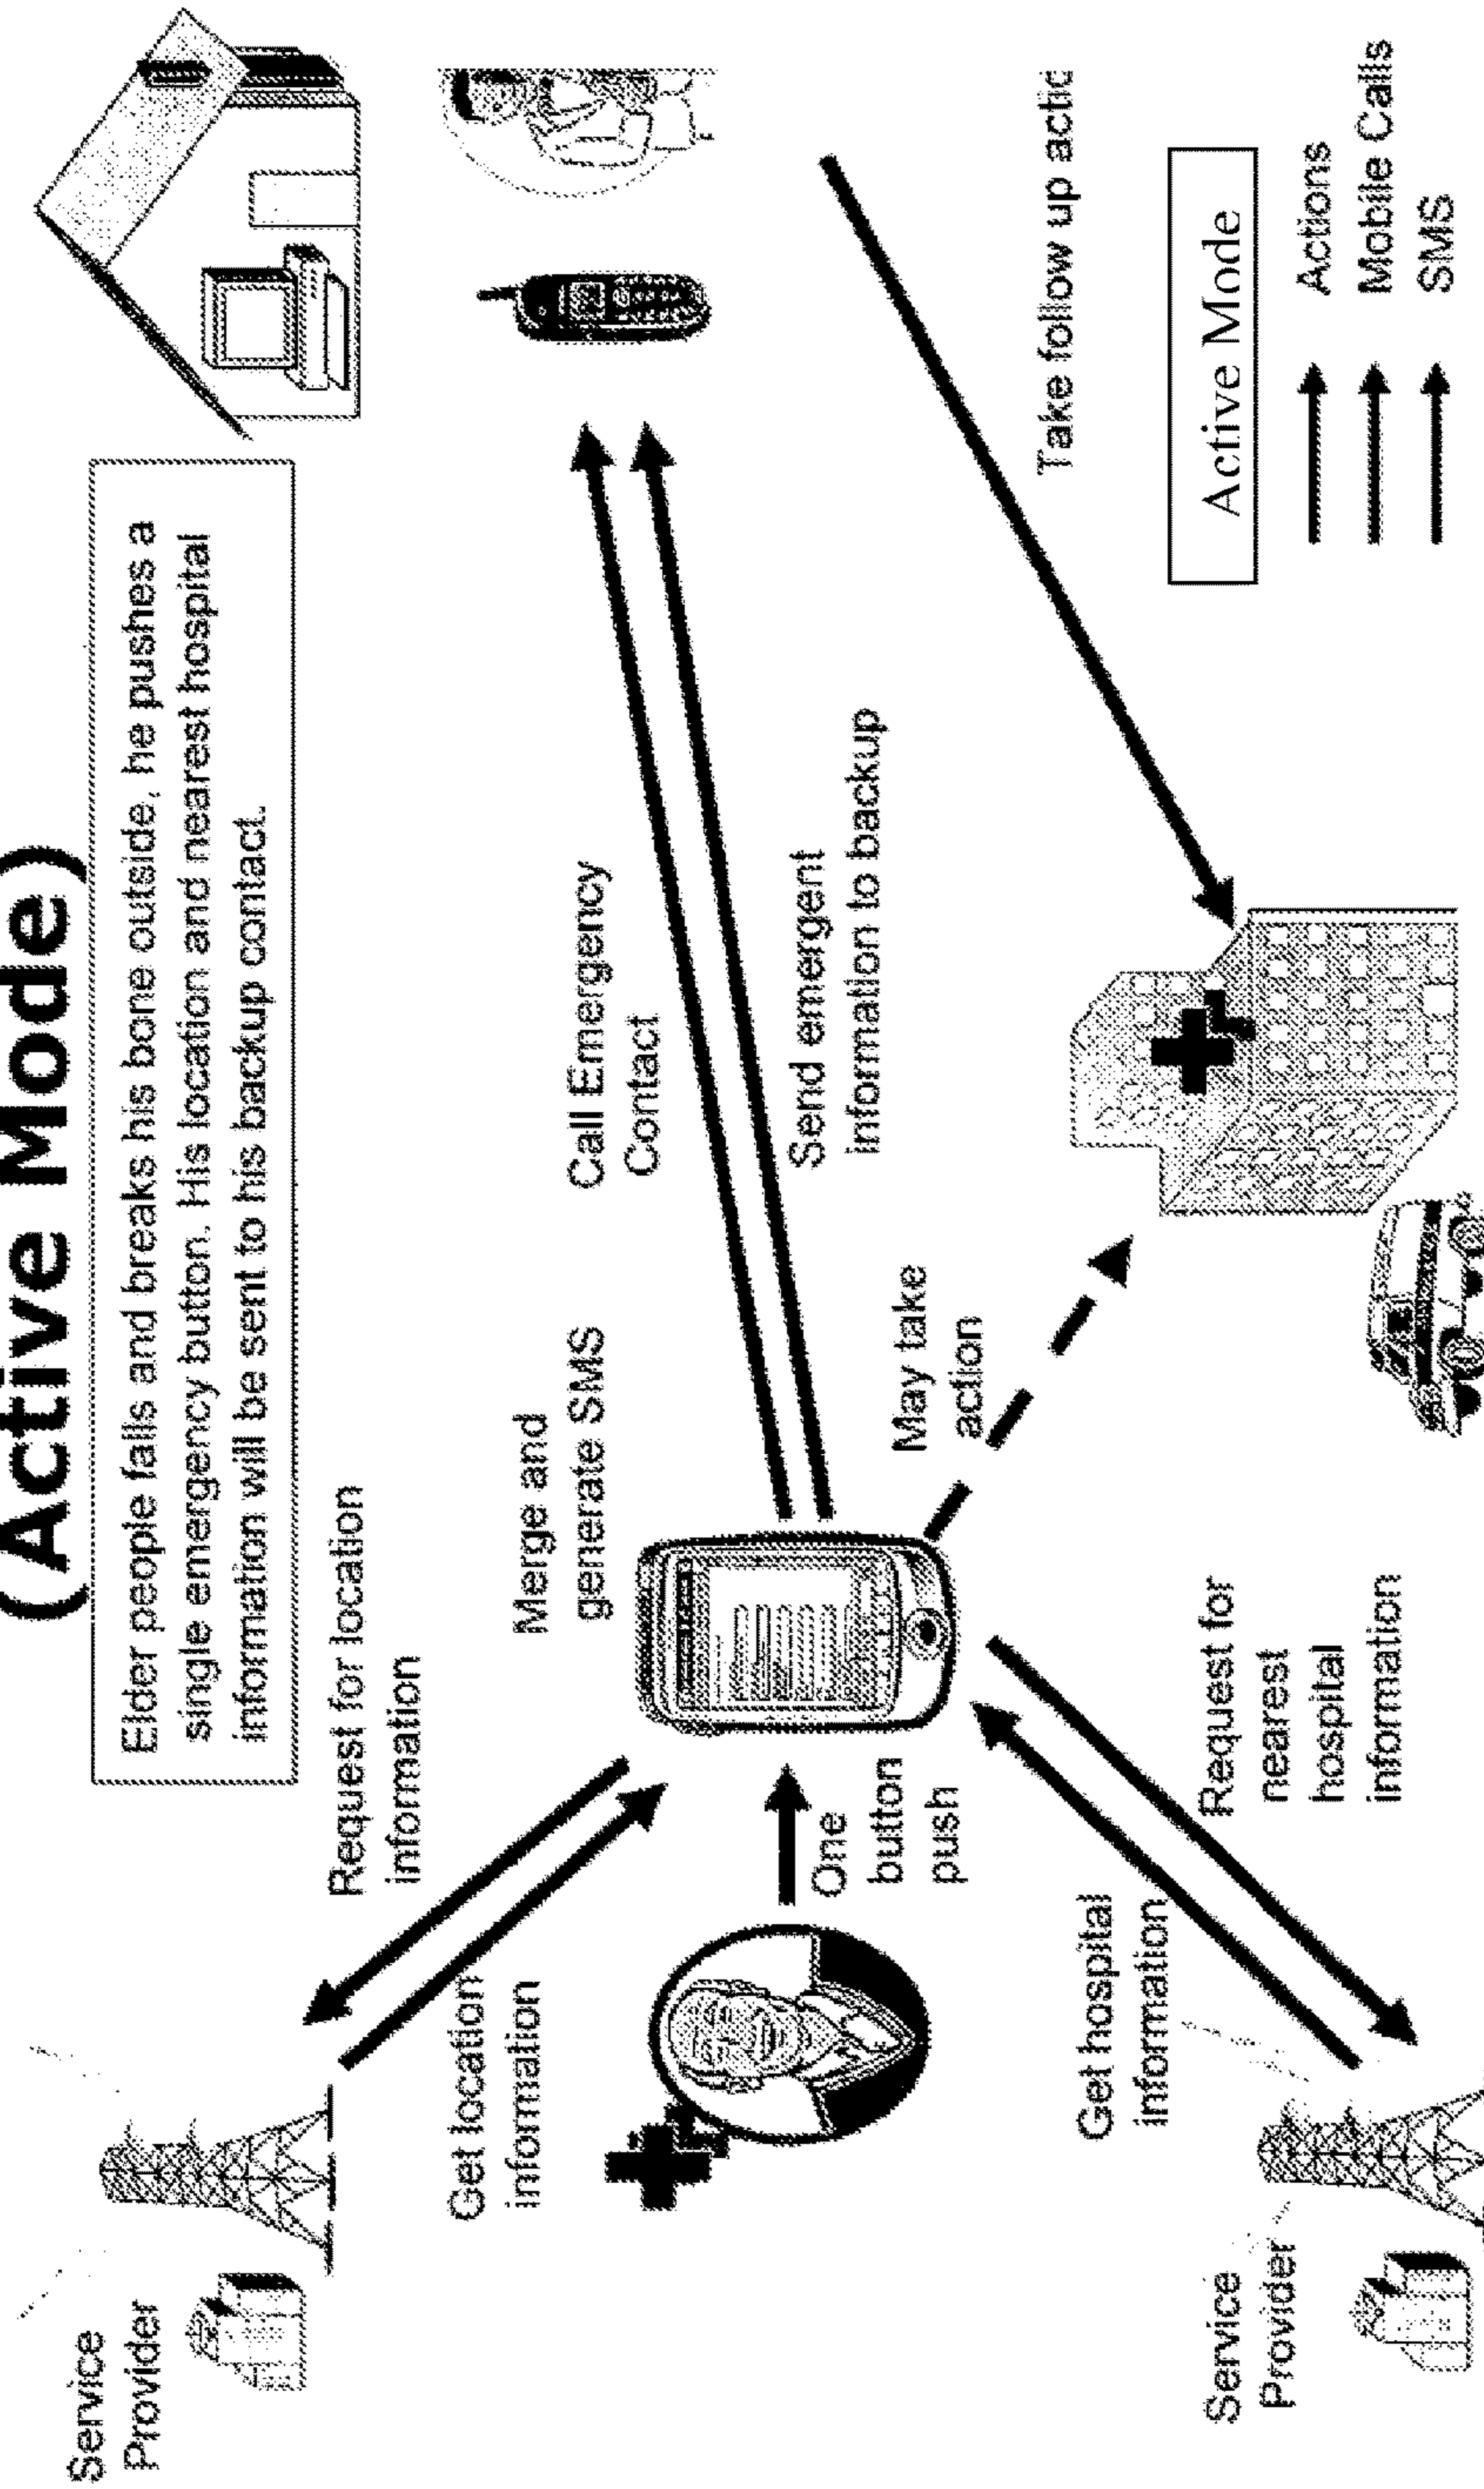 (Active Mode)
Elder people falls and breaks his bone outside, he pushes a
single emergency button. His location and nearest hospital
information will be sent to his backup contact.
Service
Provider
Request for location
information
Get location
information
Merge and
generate SMS
Call Emergency
Contact
Send emergent
information to backup
One
button
push
May take
action
Take follow up actic
Get hospital
information
Request for
nearest
hospital
information
Service
Provider
Active Mode
Actions
Mobile Calls
SMS